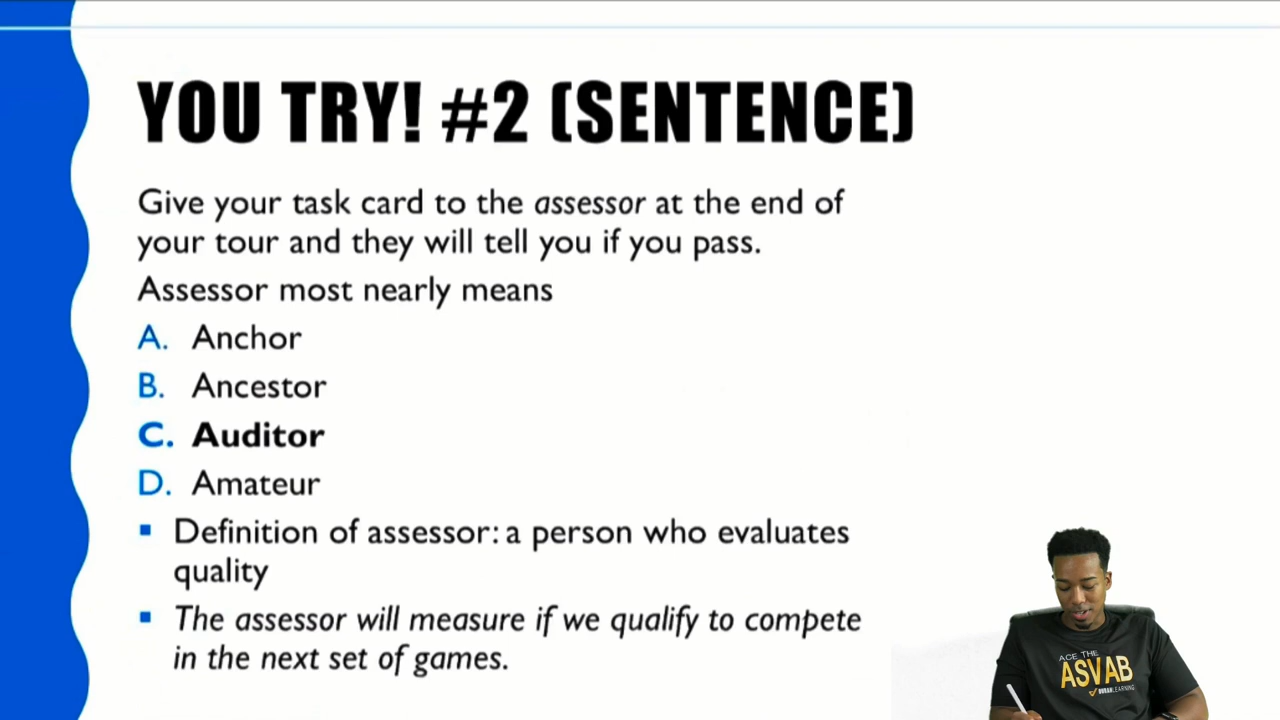 YOU TRY! #2 (SENTENCE)
Give your task card to the assessor at the end of
your tour and they will tell you if you pass.
Assessor most nearly means
A. Anchor
B. Ancestor
C. Auditor
D. Amateur
▪ Definition of assessor: a person who evaluates
quality
▪ The assessor will measure if we qualify to compete
in the next set of games.
ACE THE
ASVAB